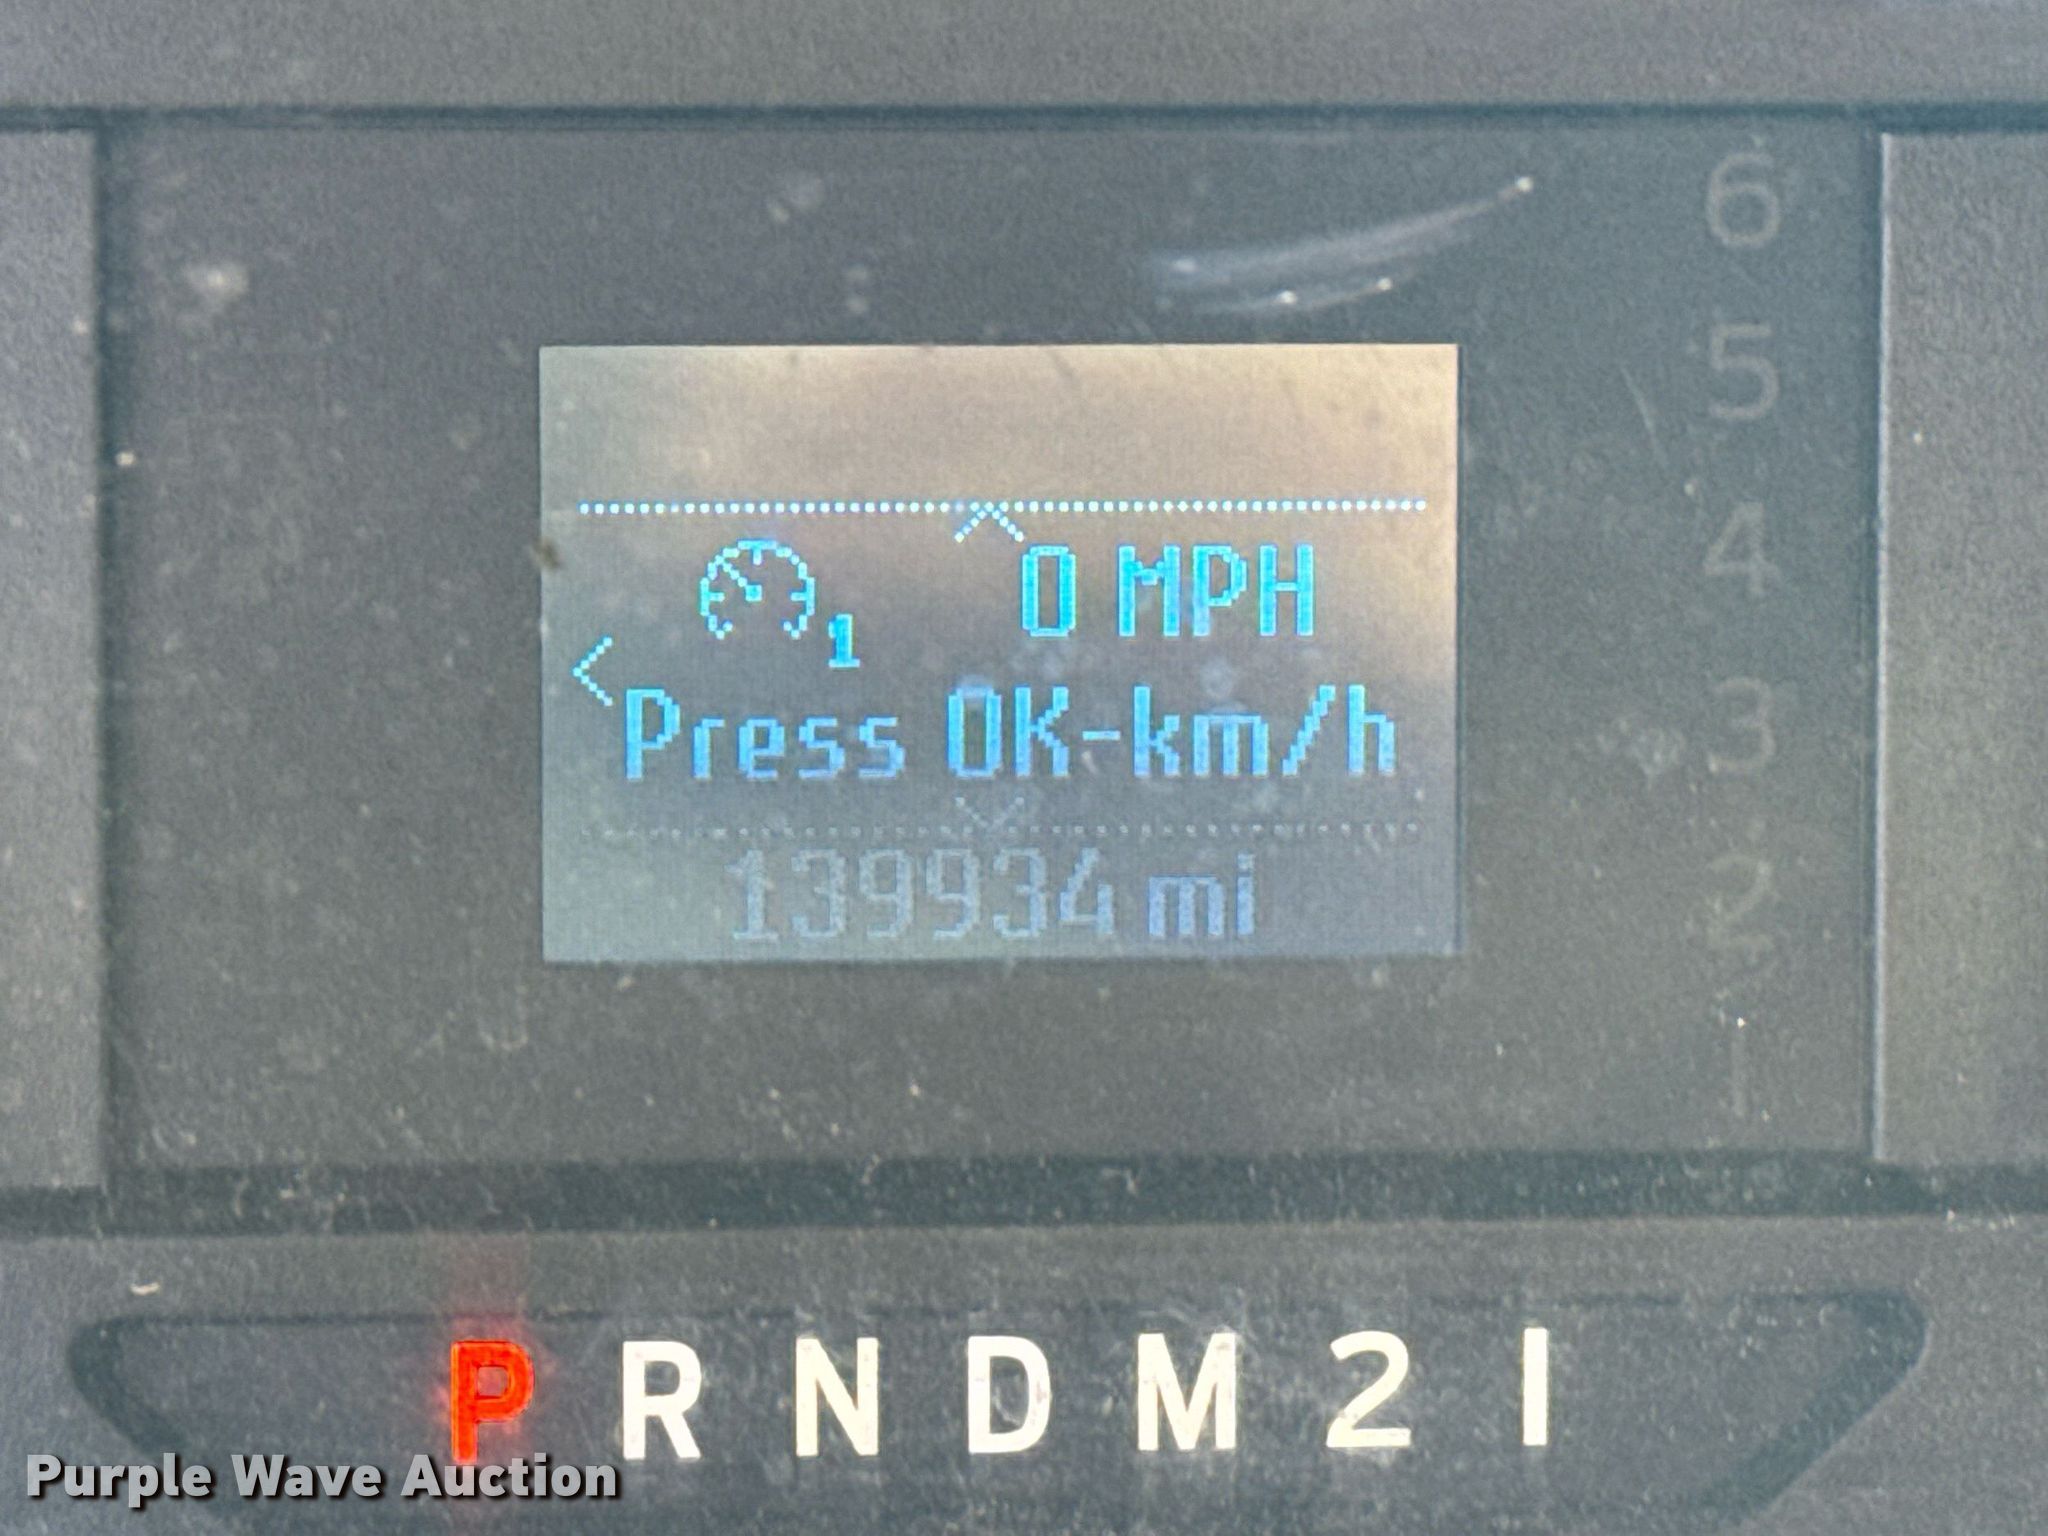 6
5
4
3
2
1
1 0 MPH
Press OK-km/h
139934 mi
P R N D M 2 1
Purple Wave Auction